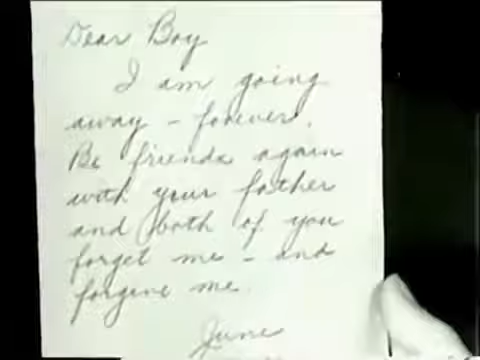 Dear Boy
I am going
away - forever.
Be friends again
with your father
and both of you
forget me - and
forgive me.
June